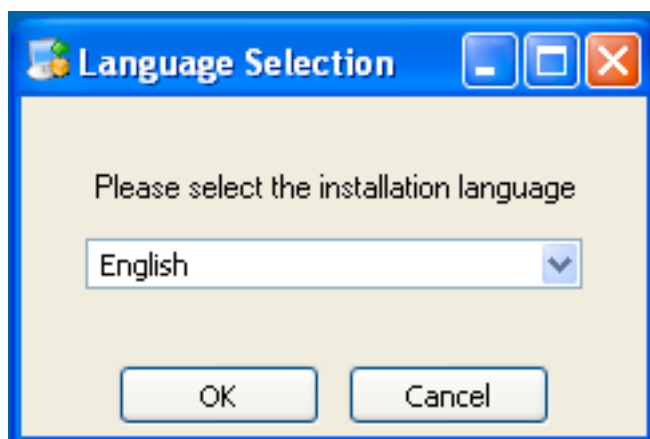 Language Selection
Please select the installation language
English
OK
Cancel